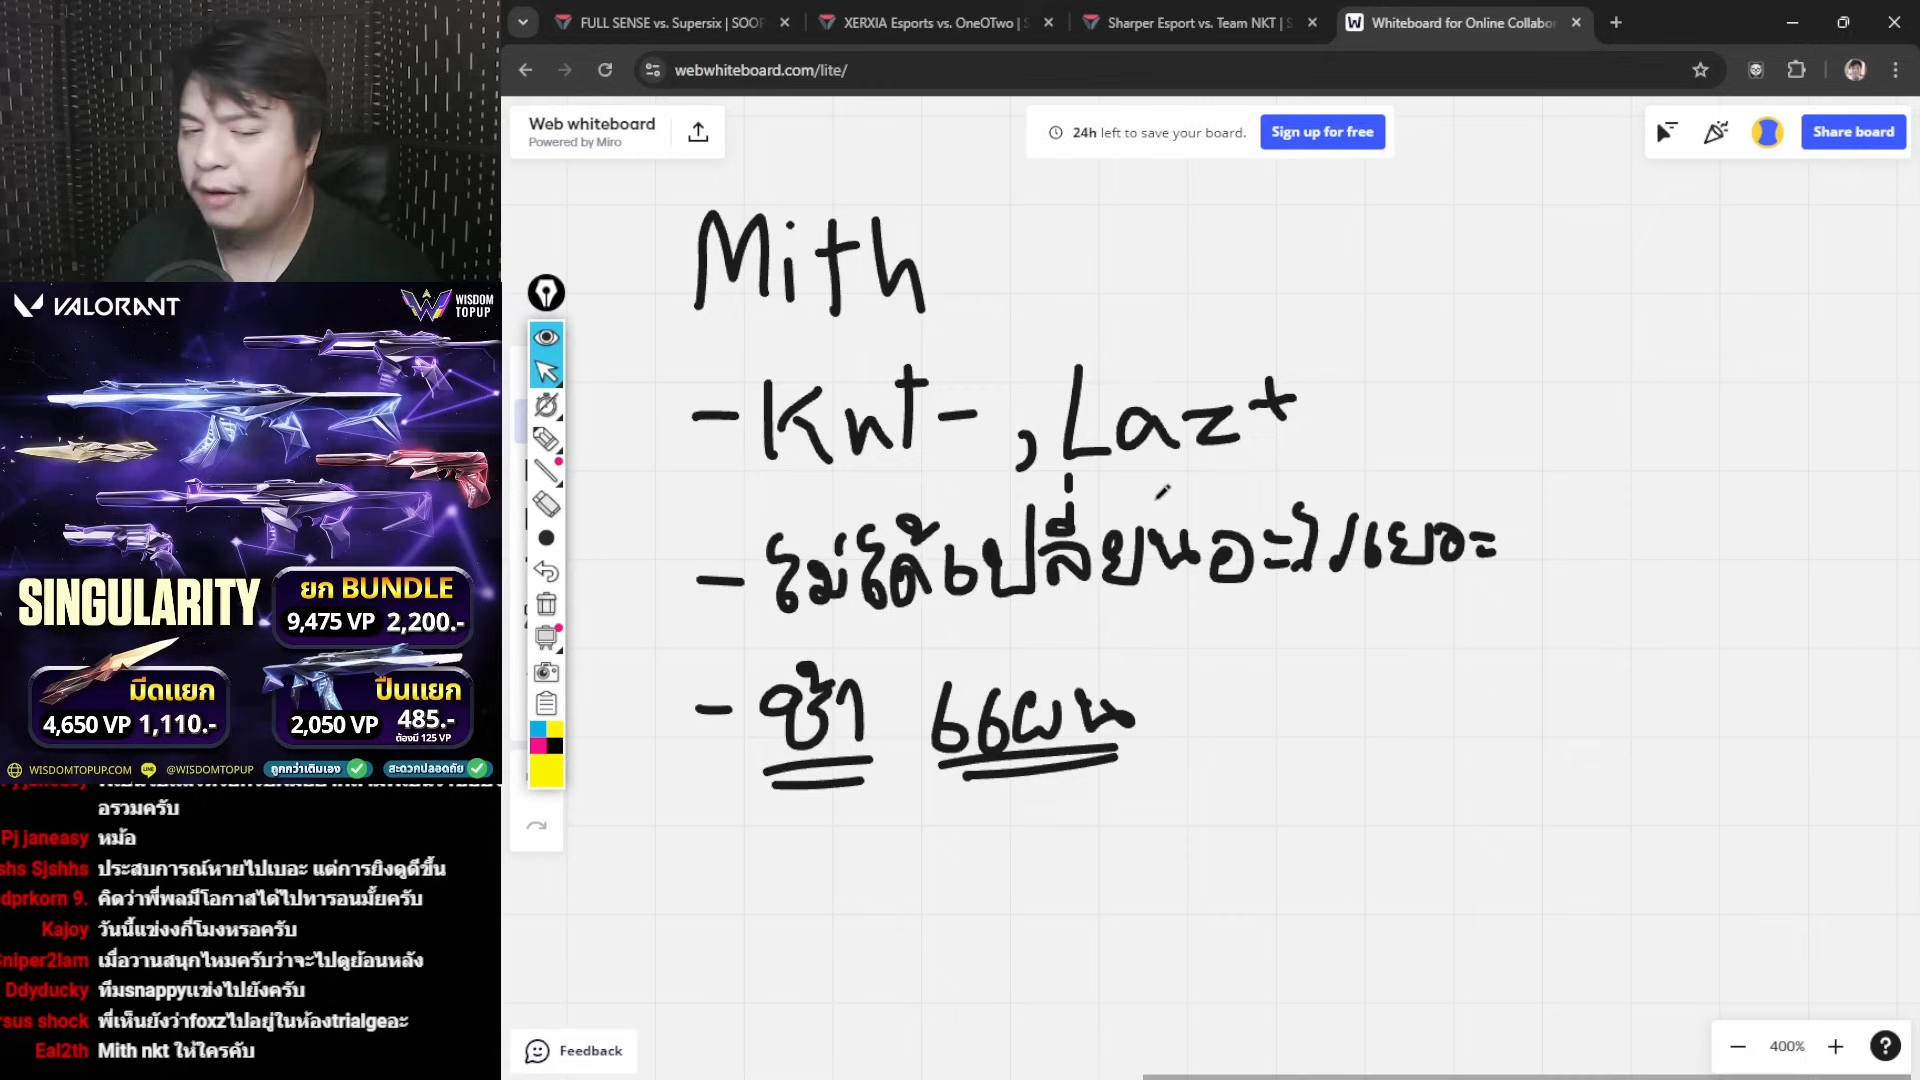 FULL SENSE vs. Supersix | SOOP
XERXIA Esports vs. OneOTwo | S
Sharper Esport vs. Team NKT | S
Whiteboard for Online Collabor
webwhiteboard.com/lite/
Web whiteboard
Powered by Miro
24h left to save your board.
Sign up for free
Share board
Mith
- Knt - , Laz +
- ไม่ได้เปลี่ยนอะไรเยอะ
- ช้า แผน
VALORANT
WISDOM
TOPUP
SINGULARITY
ยก BUNDLE
9,475 VP 2,200.-
มีดแยก
4,650 VP 1,110.-
ปืนแยก
2,050 VP 485.-
ต้องมี 125 VP
WISDOMTOPUP.COM @WISDOMTOPUP ถูกกว่าเติมเอง สะดวกปลอดภัย
อรวมครับ
Pj janeasy หม้อ
shs Sjshhs ประสบการณ์หายไปเบอะ แต่การยิงดูดีขึ้น
dprkorn 9. คิดว่าพี่พลมีโอกาสได้ไปทารอนมั้ยครับ
Kajoy วันนี้แข่งงกี่โมงหรอครับ
Sniper2lam เมื่อวานสนุกไหมครับว่าจะไปดูย้อนหลัง
Ddyducky ทีมsnappyแข่งไปยังครับ
rsus shock พี่เห็นยังว่าfoxzไปอยู่ในห้องtrialgeอะ
Eal2th Mith nkt ให้ใครคับ
Feedback
400%